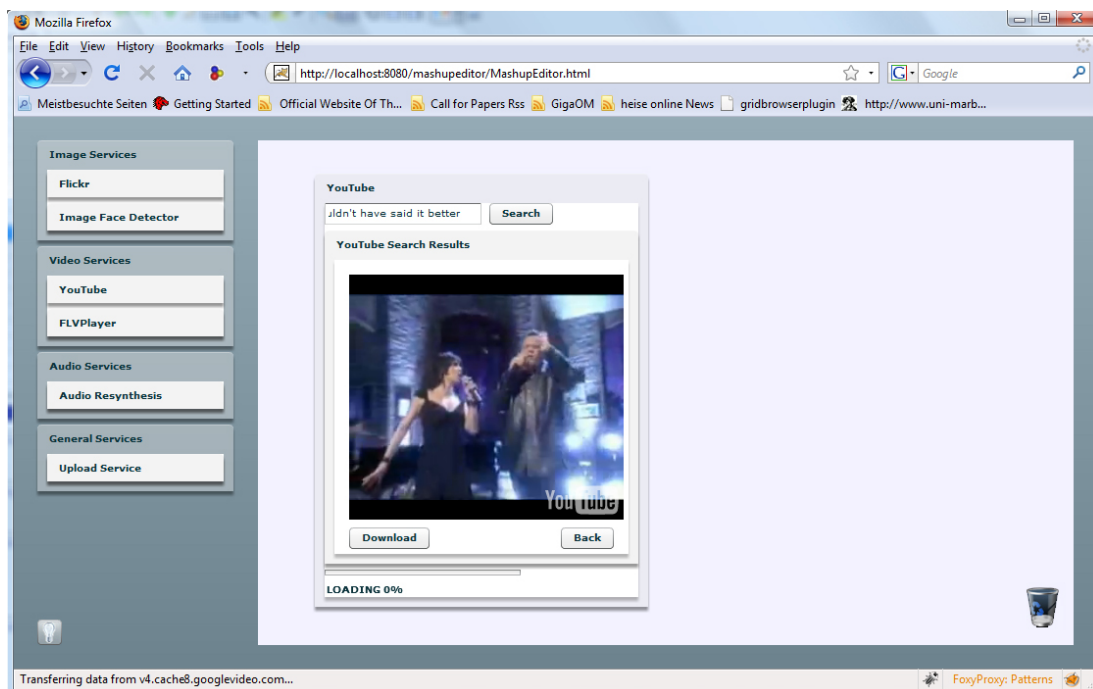 Mozilla Firefox
File Edit View History Bookmarks Tools Help
http://localhost:8080/mashupeditor/MashupEditor.html
G Google
Meistbesuchte Seiten Getting Started Official Website Of Th... Call for Papers Rss GigaOM heise online News gridbrowserplugin http://www.uni-marb...
Image Services
Flickr
Image Face Detector
Video Services
YouTube
FLVPlayer
Audio Services
Audio Resynthesis
General Services
Upload Service
YouTube
uldn't have said it better Search
YouTube Search Results
YouTube
Download Back
LOADING 0%
Transferring data from v4.cache8.googlevideo.com... FoxyProxy: Patterns